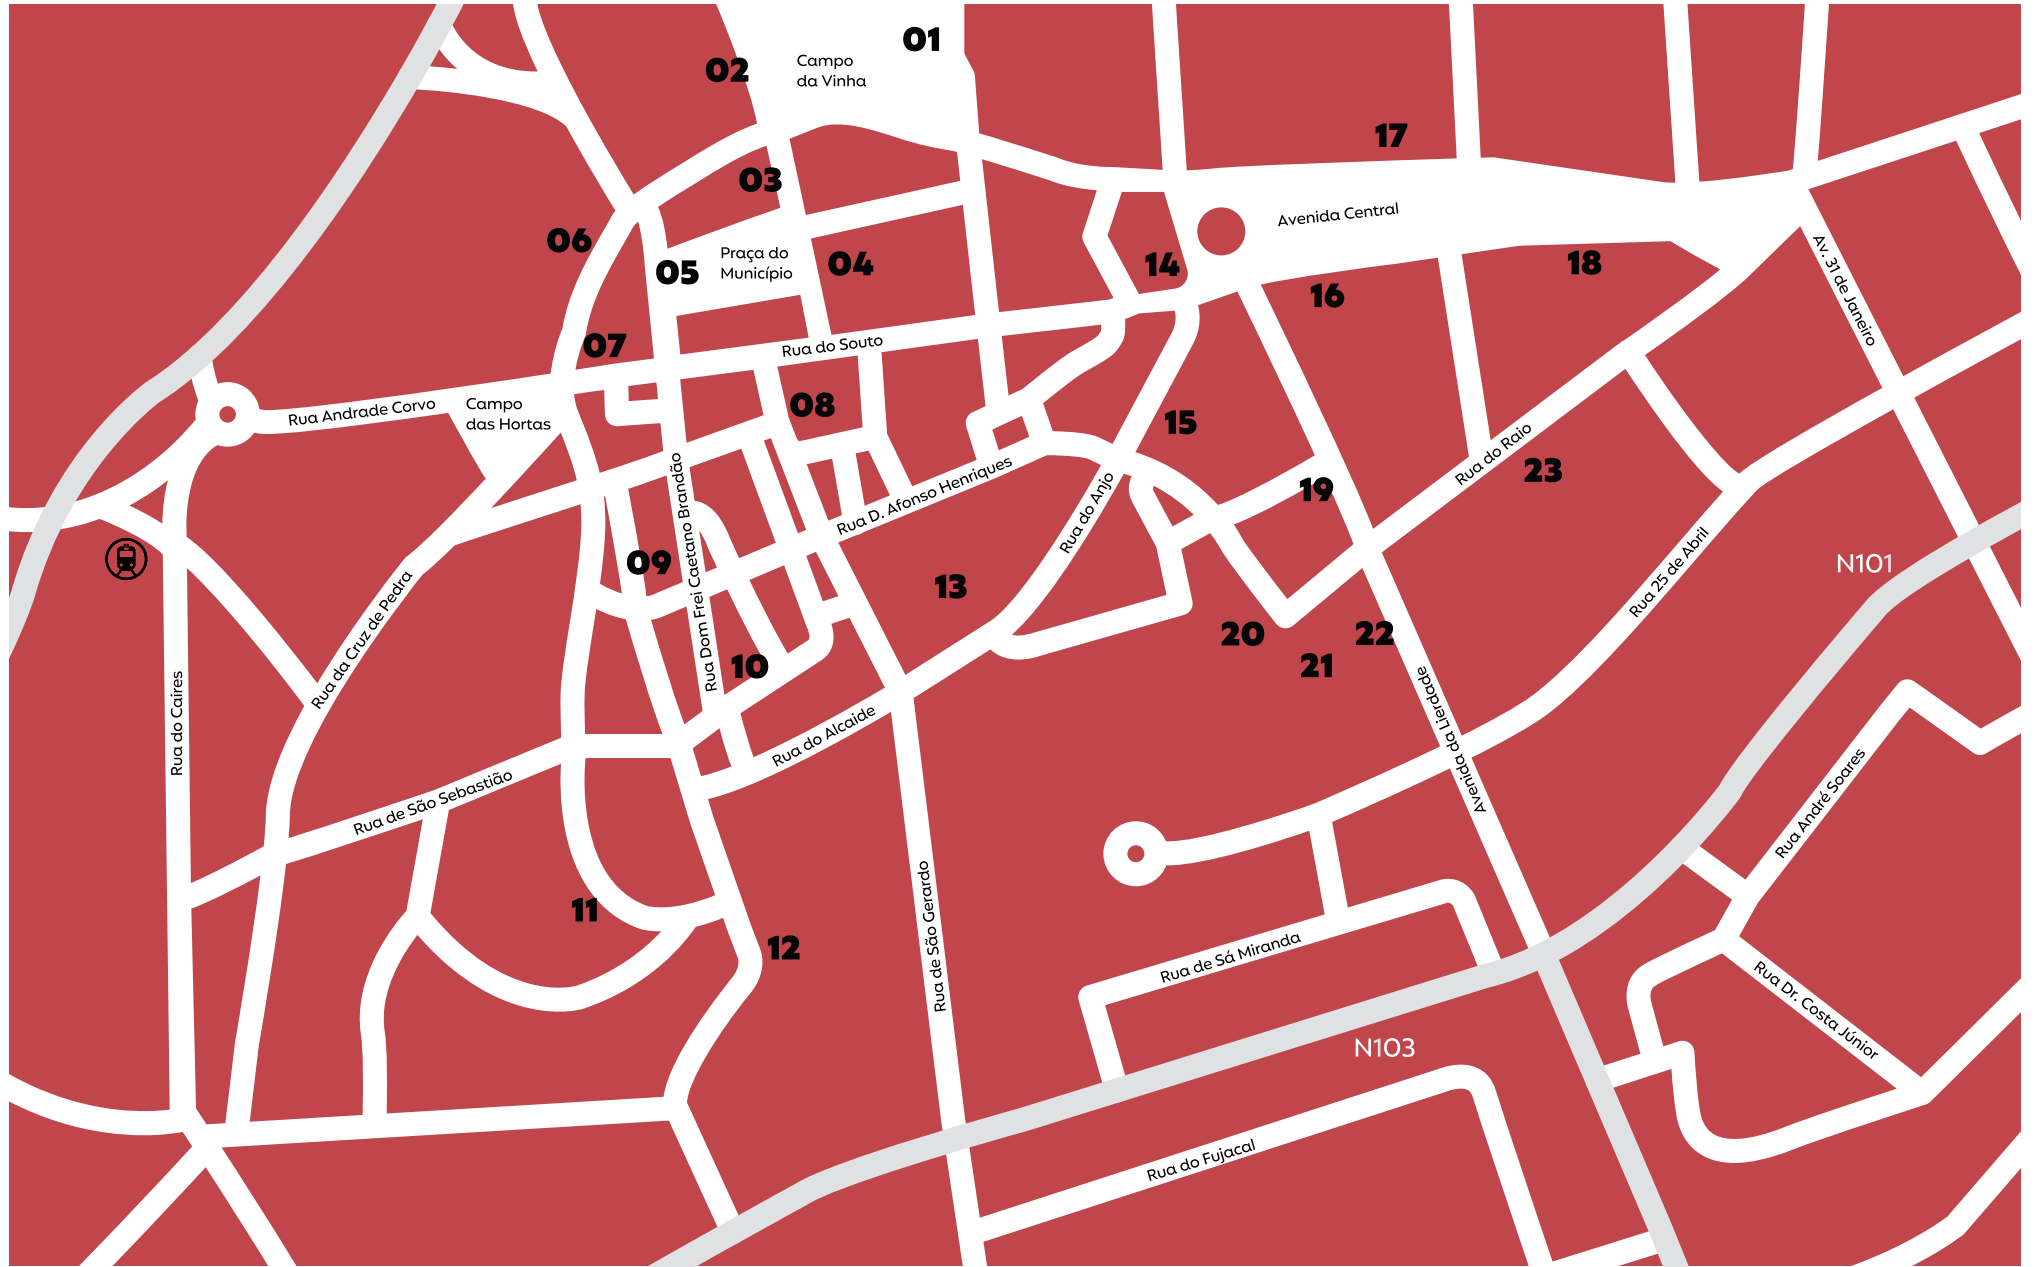 01
02
Campo
da Vinha
17
03
Avenida Central
06
05
Praça do
Município
04
14
18
16
Av. 31 de Janeiro
07
Rua do Souto
Rua Andrade Corvo
Campo
das Hortas
08
15
Rua do Raio
23
19
Rua D. Afonso Henriques
Rua do Anjo
Rua Dom Frei Caetano Brandão
09
13
Rua da Cruz de Pedra
Rua 25 de Abril
N101
20
22
21
10
Rua do Caires
Rua do Alcaide
Avenida da Lierdade
Rua de São Sebastião
Rua André Soares
11
12
Rua de São Gerardo
Rua de Sá Miranda
Rua Dr. Costa Júnior
N103
Rua do Fujacal